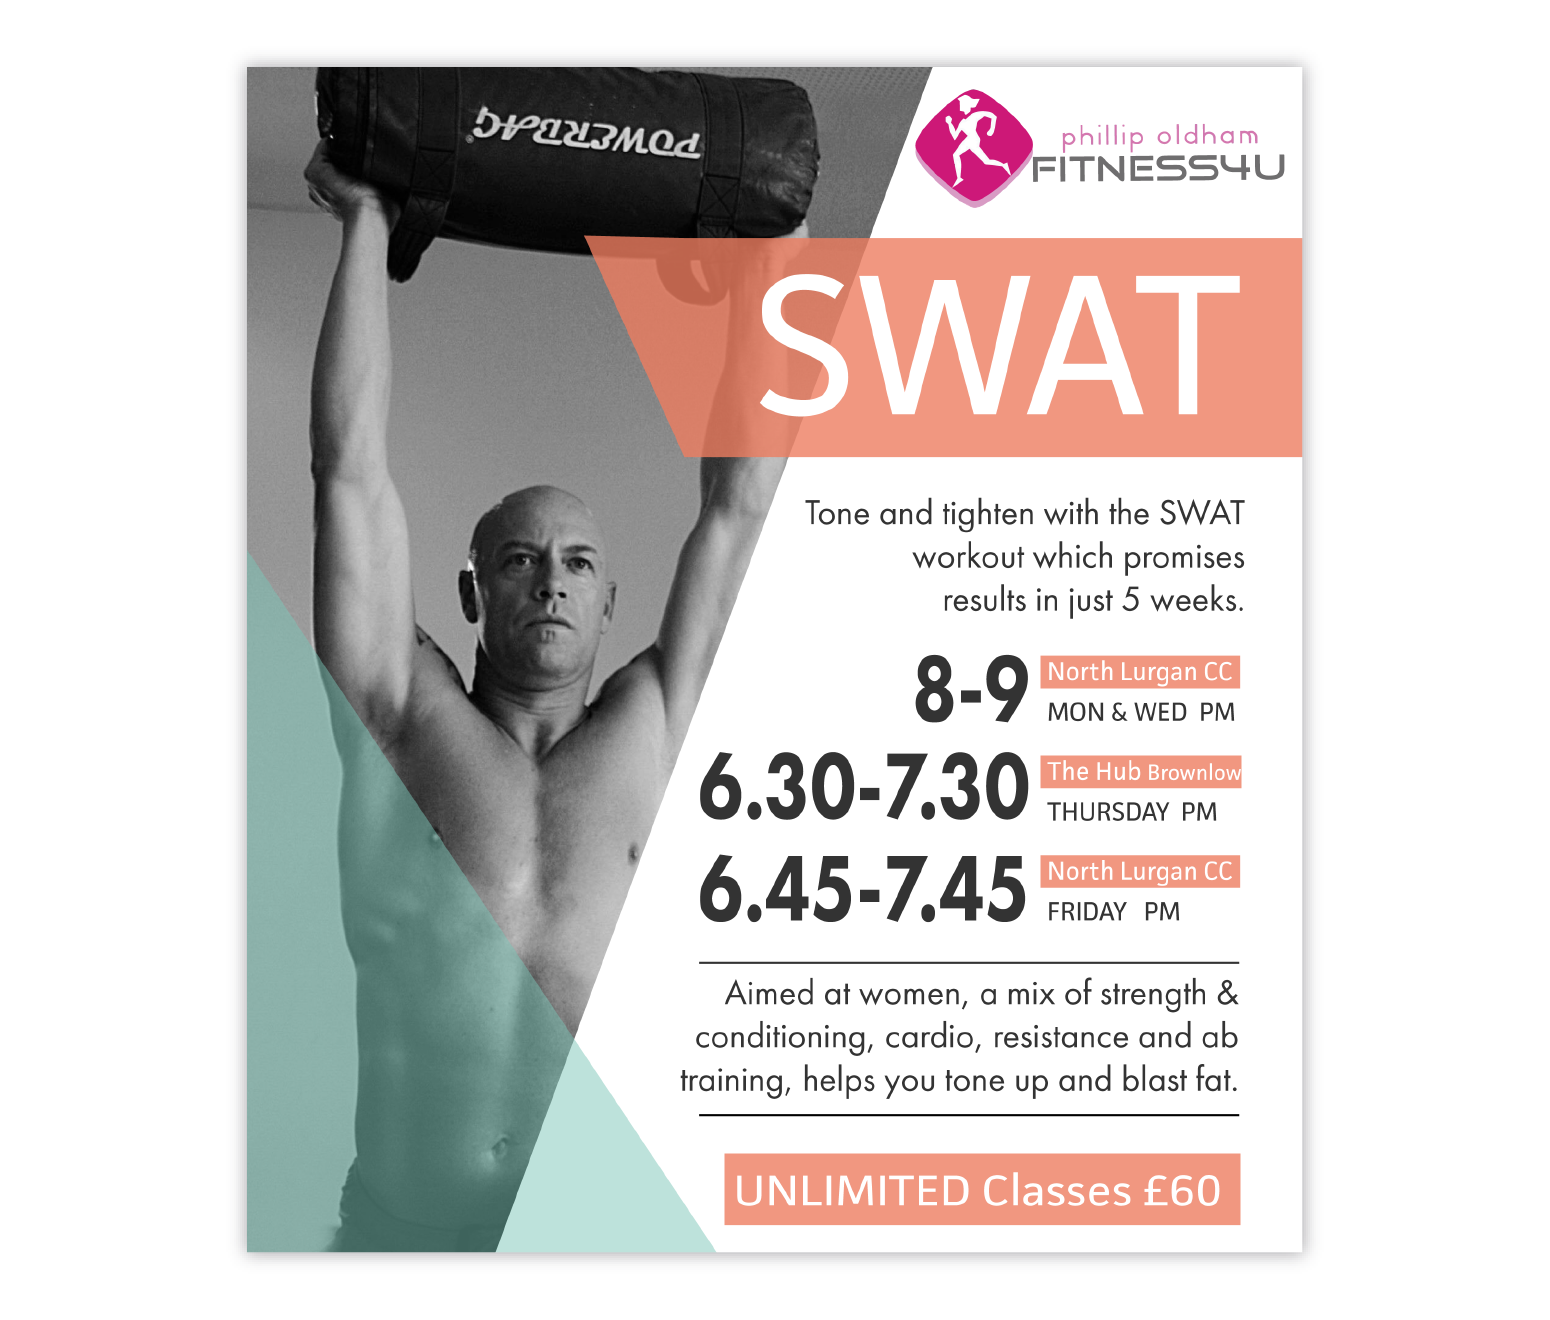 POWERBAG®
phillip oldham
FITNESS4U
SWAT
Tone and tighten with the SWAT
workout which promises
results in just 5 weeks.
8-9 North Lurgan CC
MON & WED PM
6.30-7.30 The Hub Brownlow
THURSDAY PM
6.45-7.45 North Lurgan CC
FRIDAY PM
Aimed at women, a mix of strength &
conditioning, cardio, resistance and ab
training, helps you tone up and blast fat.
UNLIMITED Classes £60